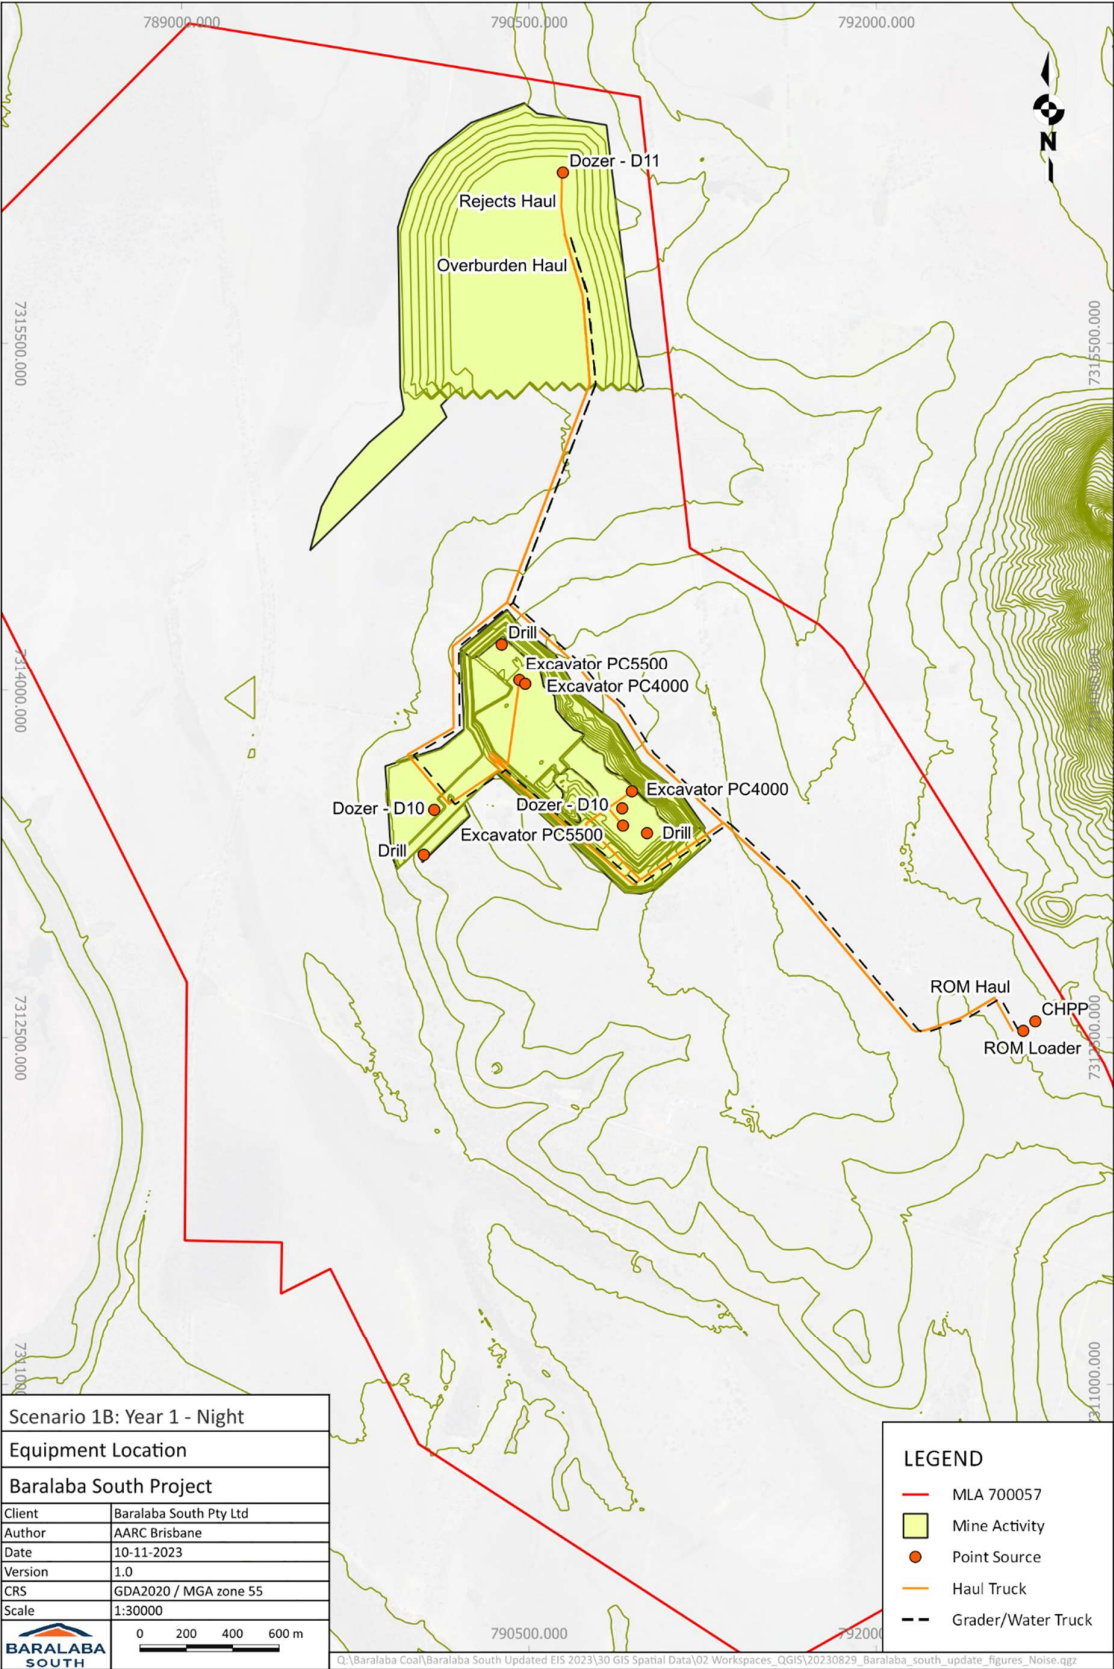 789000.000
790500.000
792000.000
N
Dozer - D11
Rejects Haul
Overburden Haul
7315500.000
7315500.000
Drill
Excavator PC5500
Excavator PC4000
7314000.000
Excavator PC4000
Dozer - D10
Dozer - D10
Excavator PC5500
Drill
Drill
ROM Haul
CHPP
ROM Loader
7312500.000
Scenario 1B: Year 1 - Night
Equipment Location
Baralaba South Project
Client Baralaba South Pty Ltd
Author AARC Brisbane
Date 10-11-2023
Version 1.0
CRS GDA2020 / MGA zone 55
Scale 1:30000
BARALABA
SOUTH
0 200 400 600 m
LEGEND
MLA 700057
Mine Activity
Point Source
Haul Truck
Grader/Water Truck
790500.000
Q:\Baralaba Coal\Baralaba South Updated EIS 2023\30 GIS Spatial Data\02 Workspaces_QGIS\20230829_Baralaba_south_update_figures_Noise.qgz